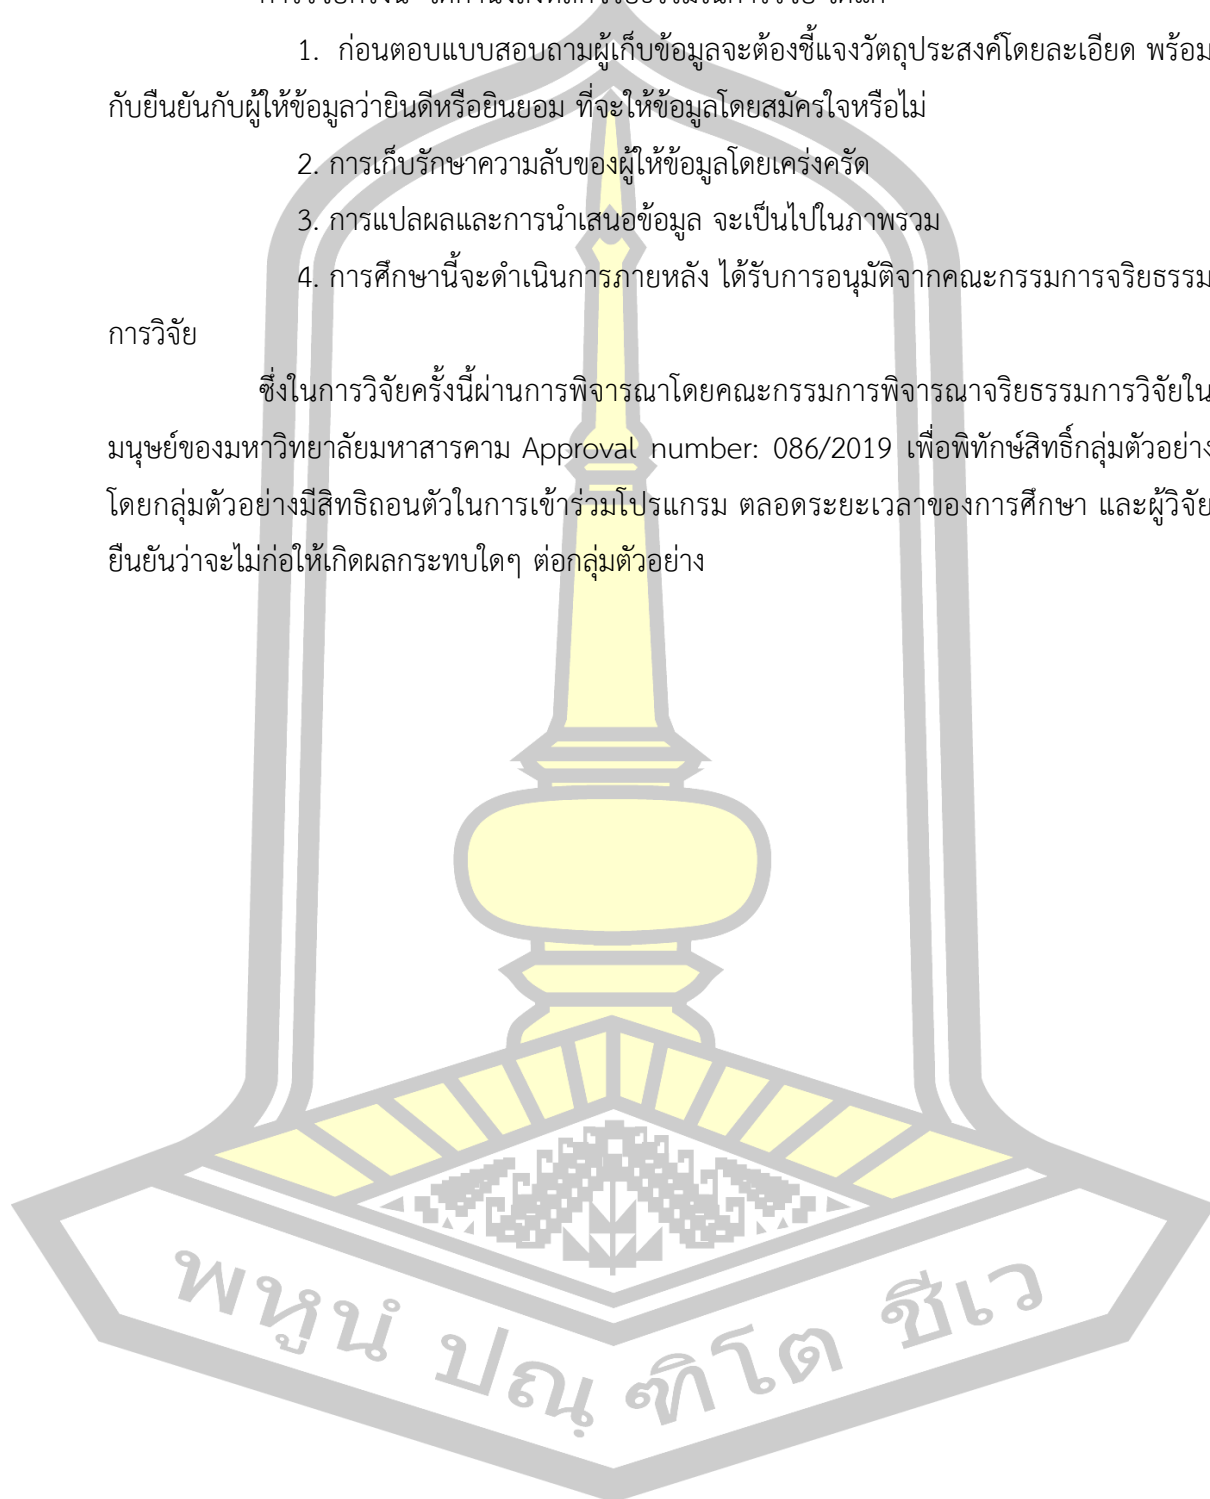 1. ก่อนตอบแบบสอบถามผู้เก็บข้อมูลจะต้องชี้แจงวัตถุประสงค์โดยละเอียด พร้อม
กับยืนยันกับผู้ให้ข้อมูลว่ายินดีหรือยินยอม ที่จะให้ข้อมูลโดยสมัครใจหรือไม่
2. การเก็บรักษาความลับของผู้ให้ข้อมูลโดยเคร่งครัด
3. การแปลผลและการนำเสนอข้อมูล จะเป็นไปในภาพรวม
4. การศึกษานี้จะดำเนินการภายหลัง ได้รับการอนุมัติจากคณะกรรมการจริยธรรม
การวิจัย
ซึ่งในการวิจัยครั้งนี้ผ่านการพิจารณาโดยคณะกรรมการพิจารณาจริยธรรมการวิจัยใน
มนุษย์ของมหาวิทยาลัยมหาสารคาม Approval number: 086/2019 เพื่อพิทักษ์สิทธิ์กลุ่มตัวอย่าง
โดยกลุ่มตัวอย่างมีสิทธิถอนตัวในการเข้าร่วมโปรแกรม ตลอดระยะเวลาของการศึกษา และผู้วิจัย
ยืนยันว่าจะไม่ก่อให้เกิดผลกระทบใดๆ ต่อกลุ่มตัวอย่าง
พหูนํ ปณฺฑิโต ชีเว